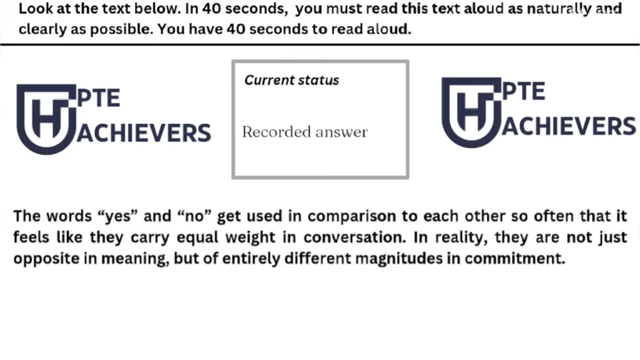 Look at the text below. In 40 seconds, you must read this text aloud as naturally and
clearly as possible. You have 40 seconds to read aloud.
PTE
ACHIEVERS
Current status
Recorded answer
PTE
ACHIEVERS
The words “yes” and “no” get used in comparison to each other so often that it
feels like they carry equal weight in conversation. In reality, they are not just
opposite in meaning, but of entirely different magnitudes in commitment.